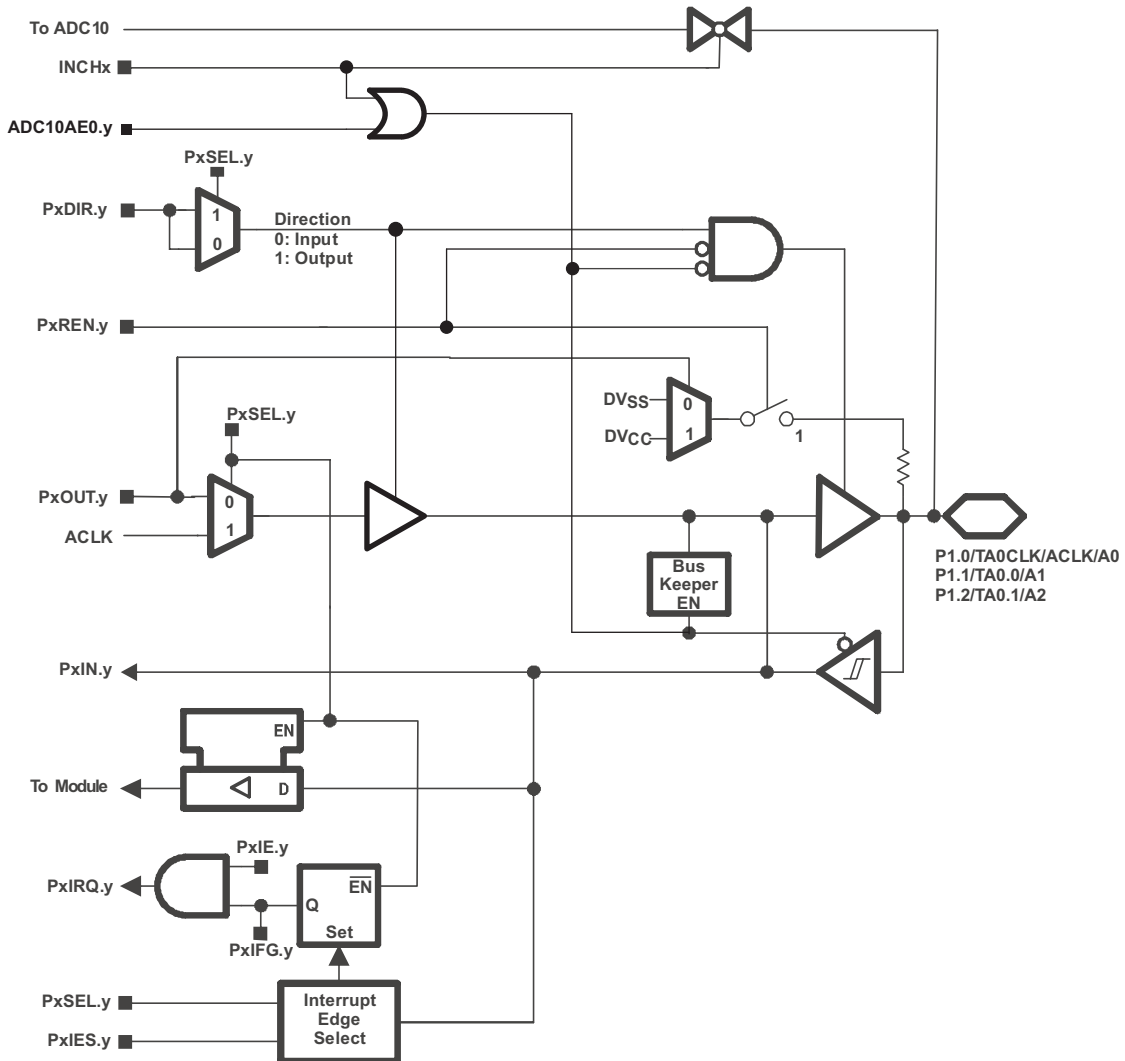 To ADC10
INCHx
ADC10AE0.y
PxSEL.y
PxDIR.y
1
0
Direction
0: Input
1: Output
PxREN.y
DVSS
0
DVCC
1
1
PxSEL.y
PxOUT.y
0
ACLK
1
Bus
Keeper
EN
P1.0/TA0CLK/ACLK/A0
P1.1/TA0.0/A1
P1.2/TA0.1/A2
PxIN.y
EN
To Module
D
PxIE.y
PxIRQ.y
EN
Q
Set
PxIFG.y
PxSEL.y
PxIES.y
Interrupt
Edge
Select